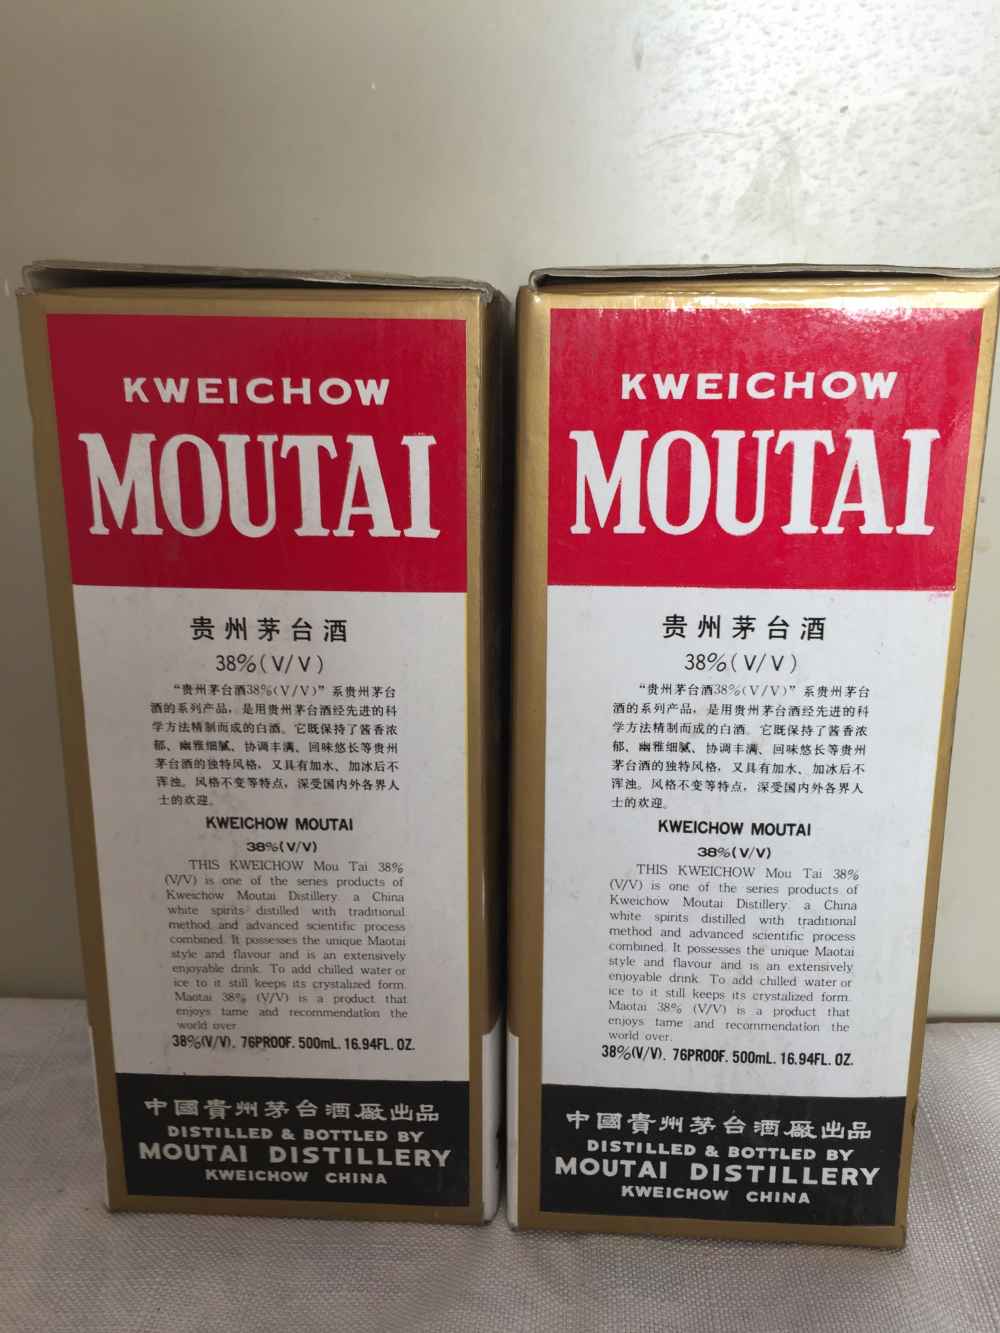 KWEICHOW
MOUTAI
贵州茅台酒
38%(V/V)
“贵州茅台酒38%(V/V)”系贵州茅台
酒的系列产品，是用贵州茅台酒经先进的科
学方法精制而成的白酒。它既保持了酱香浓
郁、幽雅细腻、协调丰满、回味悠长等贵州
茅台酒的独特风格，又具有加水、加冰后不
浑浊。风格不变等特点，深受国内外各界人
士的欢迎。
KWEICHOW MOUTAI
38%(V/V)
THIS KWEICHOW Mou Tai 38%
(V/V) is one of the series products of
Kweichow Moutai Distillery. a China
white spirits distilled with traditional
method and advanced scientific process
combined. It possesses the unique Maotai
style and flavour and is an extensively
enjoyable drink. To add chilled water or
ice to it still keeps its crystalized form.
Maotai 38% (V/V) is a product that
enjoys tame and recommendation the
world over.
38%(V/V). 76PROOF. 500mL. 16.94FL. OZ.
中國貴州茅台酒廠出品
DISTILLED & BOTTLED BY
MOUTAI DISTILLERY
KWEICHOW CHINA
KWEICHOW
MOUTAI
贵州茅台酒
38%(V/V)
“贵州茅台酒38%(V/V)”系贵州茅台
酒的系列产品，是用贵州茅台酒经先进的科
学方法精制而成的白酒。它既保持了酱香浓
郁、幽雅细腻、协调丰满、回味悠长等贵州
茅台酒的独特风格，又具有加水、加冰后不
浑浊。风格不变等特点，深受国内外各界人
士的欢迎。
KWEICHOW MOUTAI
38%(V/V)
THIS KWEICHOW Mou Tai 38%
(V/V) is one of the series products of
Kweichow Moutai Distillery. a China
white spirits distilled with traditional
method and advanced scientific process
combined. It possesses the unique Maotai
style and flavour and is an extensively
enjoyable drink. To add chilled water or
ice to it still keeps its crystalized form.
Maotai 38% (V/V) is a product that
enjoys tame and recommendation the
world over.
38%(V/V). 76PROOF. 500mL. 16.94FL. OZ.
中國貴州茅台酒廠出品
DISTILLED & BOTTLED BY
MOUTAI DISTILLERY
KWEICHOW CHINA